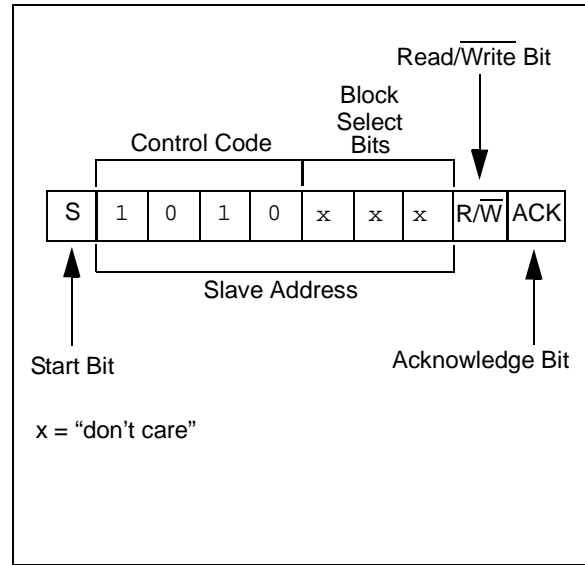 Read/Write Bit
Block
Select
Bits
Control Code
S 1 0 1 0 x x x R/W ACK
Slave Address
Start Bit
Acknowledge Bit
x = “don’t care”